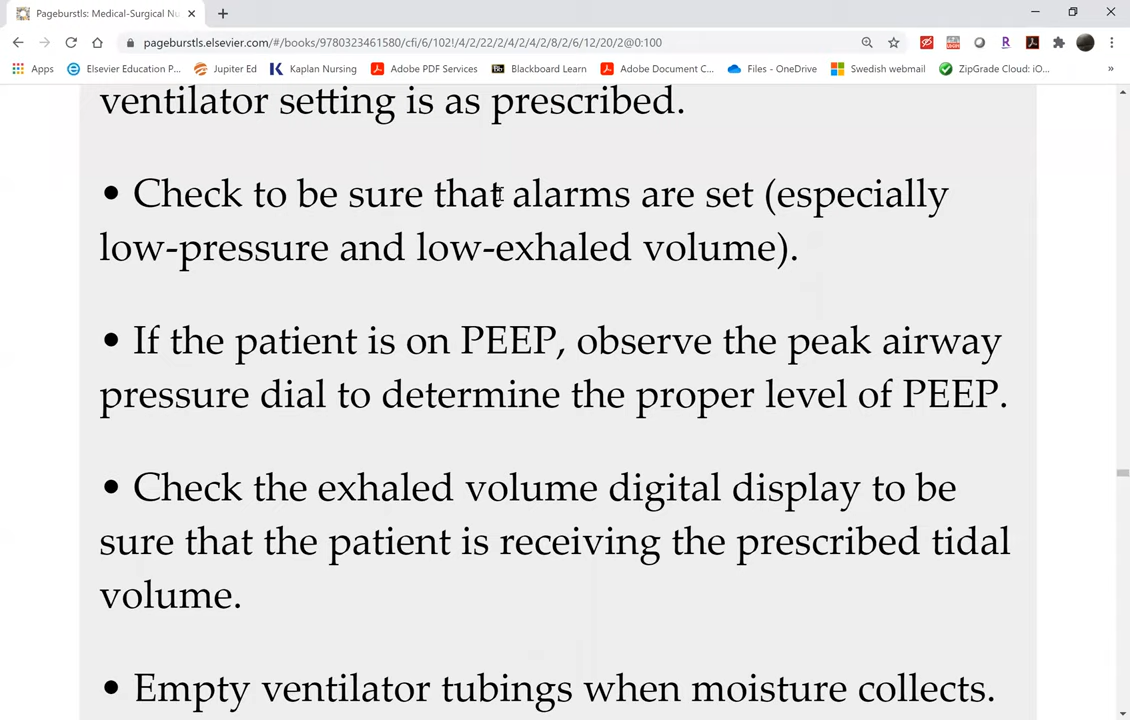 Pageburstls: Medical-Surgical Nu
pageburstls.elsevier.com/#/books/9780323461580/cfi/6/102!/4/2/22/2/4/2/4/2/8/2/6/12/20/2@0:100
Apps Elsevier Education P... Jupiter Ed Kaplan Nursing Adobe PDF Services Blackboard Learn Adobe Document C... Files - OneDrive Swedish webmail ZipGrade Cloud: iO... »
ventilator setting is as prescribed.
• Check to be sure that alarms are set (especially
low-pressure and low-exhaled volume).
• If the patient is on PEEP, observe the peak airway
pressure dial to determine the proper level of PEEP.
• Check the exhaled volume digital display to be
sure that the patient is receiving the prescribed tidal
volume.
• Empty ventilator tubings when moisture collects.